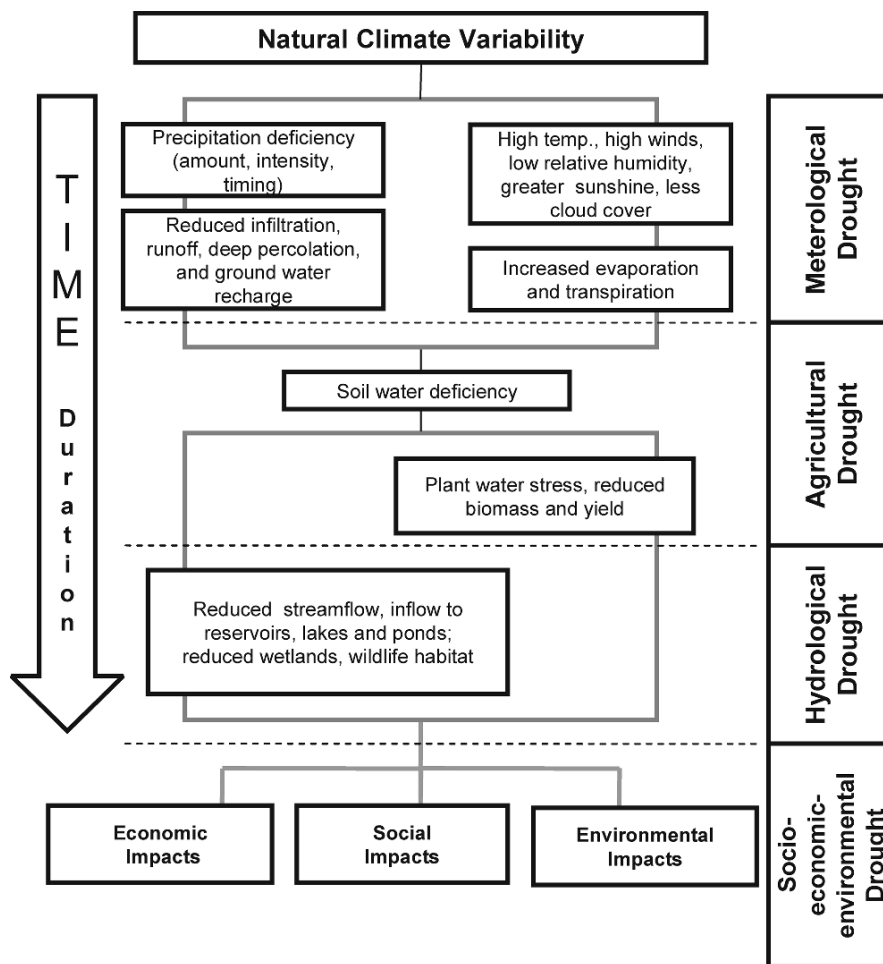 Natural Climate Variability
TIME Duration
Precipitation deficiency
(amount, intensity,
timing)
High temp., high winds,
low relative humidity,
greater sunshine, less
cloud cover
Reduced infiltration,
runoff, deep percolation,
and ground water
recharge
Increased evaporation
and transpiration
Meterological
Drought
Soil water deficiency
Plant water stress, reduced
biomass and yield
Agricultural
Drought
Reduced streamflow, inflow to
reservoirs, lakes and ponds;
reduced wetlands, wildlife habitat
Hydrological
Drought
Economic
Impacts
Social
Impacts
Environmental
Impacts
Socio-
economic-
environmental
Drought